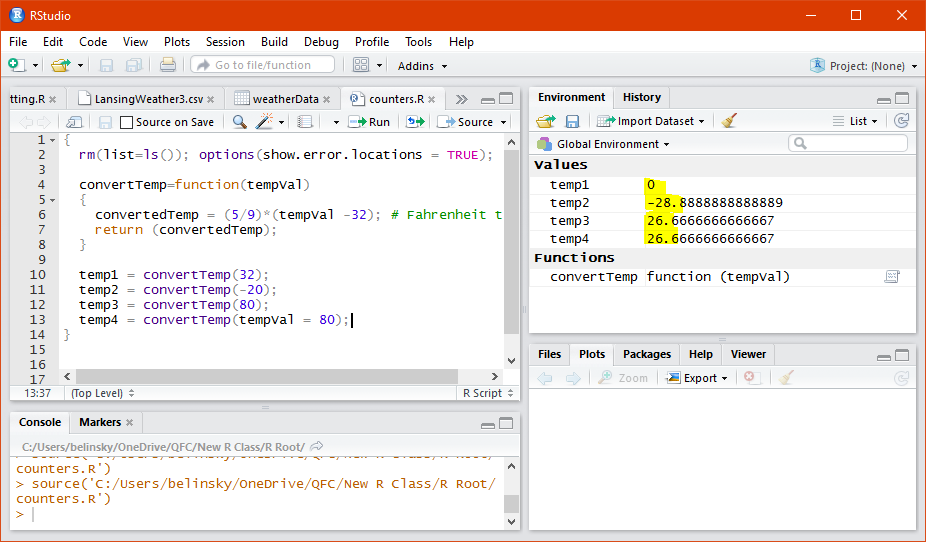 RStudio
File Edit Code View Plots Session Build Debug Profile Tools Help
Go to file/function Addins Project: (None)
tting.R LansingWeather3.csv weatherData counters.R
Source on Save Run Source
1 {
2 rm(list=ls()); options(show.error.locations = TRUE);
3
4 convertTemp=function(tempVal)
5 {
6 convertedTemp = (5/9)*(tempVal -32); # Fahrenheit t
7 return (convertedTemp);
8 }
9
10 temp1 = convertTemp(32);
11 temp2 = convertTemp(-20);
12 temp3 = convertTemp(80);
13 temp4 = convertTemp(tempVal = 80);
14 }
15
16
17
13:37 (Top Level) R Script
Console Markers
C:/Users/belinsky/OneDrive/QFC/New R Class/R Root/
counters.R')
> source('C:/Users/belinsky/OneDrive/QFC/New R Class/R Root/
counters.R')
>
Environment History
Import Dataset List
Global Environment
Values
temp1 0
temp2 -28.8888888888889
temp3 26.6666666666667
temp4 26.6666666666667
Functions
convertTemp function (tempVal)
Files Plots Packages Help Viewer
Zoom Export